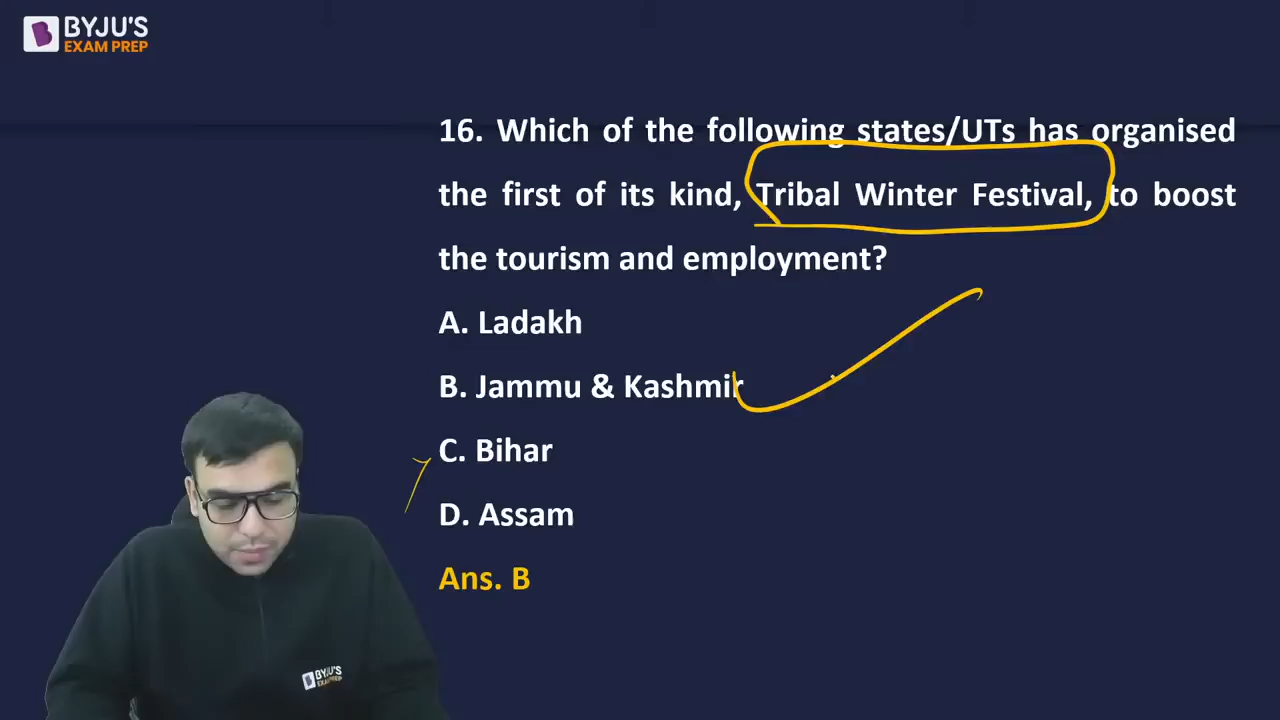 BYJU'S
EXAM PREP
16. Which of the following states/UTs has organised
the first of its kind, Tribal Winter Festival, to boost
the tourism and employment?
A. Ladakh
B. Jammu & Kashmir
C. Bihar
D. Assam
Ans. B
BYJU'S
EXAM PREP